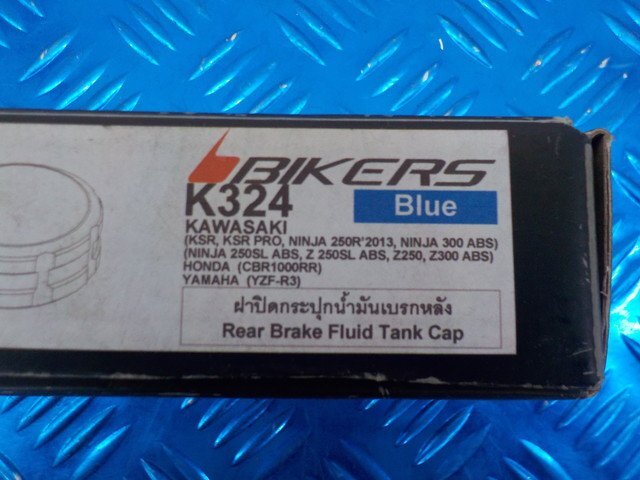 BIKERS
K324
Blue
KAWASAKI
(KSR, KSR PRO, NINJA 250R'2013, NINJA 300 ABS)
(NINJA 250SL ABS, Z 250SL ABS, Z250, Z300 ABS)
HONDA (CBR1000RR)
YAMAHA (YZF-R3)
ฝาปิดกระปุกน้ำมันเบรกหลัง
Rear Brake Fluid Tank Cap